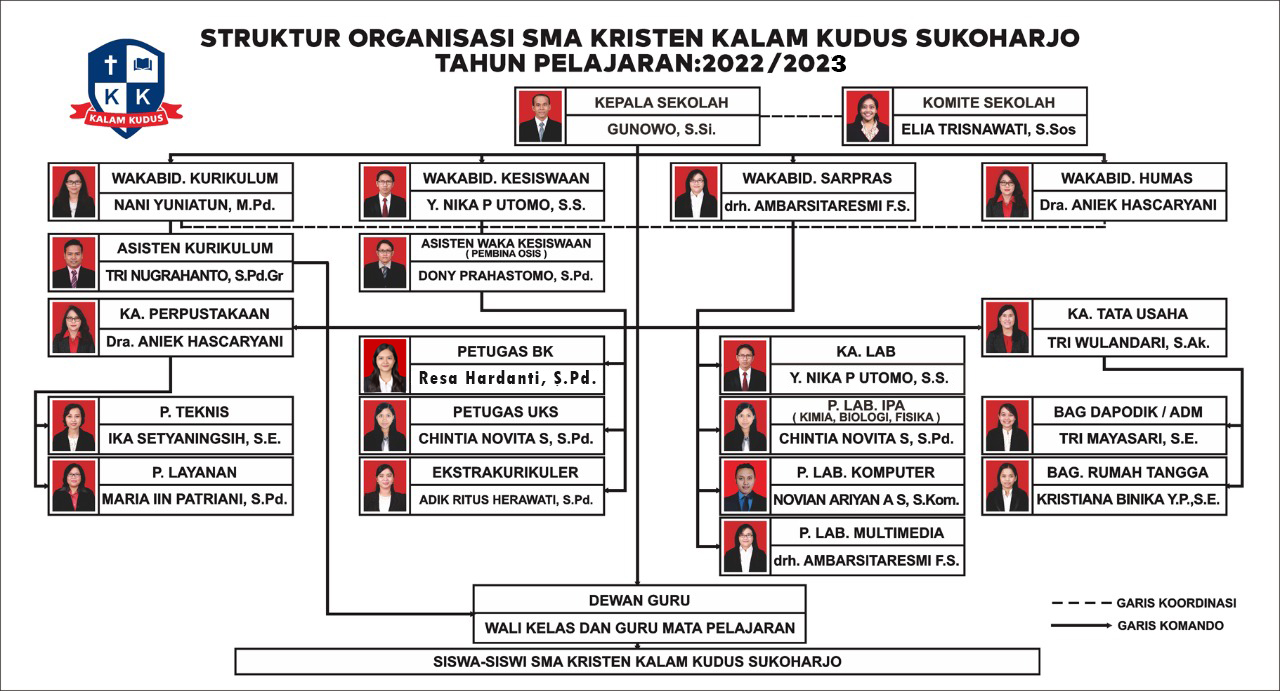 STRUKTUR ORGANISASI SMA KRISTEN KALAM KUDUS SUKOHARJO
TAHUN PELAJARAN:2022/2023
K K
KALAM KUDUS
KEPALA SEKOLAH
GUNOWO, S.Si.
KOMITE SEKOLAH
ELIA TRISNAWATI, S.Sos
WAKABID. KURIKULUM
NANI YUNIATUN, M.Pd.
WAKABID. KESISWAAN
Y. NIKA P UTOMO, S.S.
WAKABID. SARPRAS
drh. AMBARSITARESMI F.S.
WAKABID. HUMAS
Dra. ANIEK HASCARYANI
ASISTEN KURIKULUM
TRI NUGRAHANTO, S.Pd.Gr
ASISTEN WAKA KESISWAAN
( PEMBINA OSIS )
DONY PRAHASTOMO, S.Pd.
KA. PERPUSTAKAAN
Dra. ANIEK HASCARYANI
KA. TATA USAHA
TRI WULANDARI, S.Ak.
PETUGAS BK
Resa Hardanti, S.Pd.
KA. LAB
Y. NIKA P UTOMO, S.S.
P. TEKNIS
IKA SETYANINGSIH, S.E.
PETUGAS UKS
CHINTIA NOVITA S, S.Pd.
P. LAB. IPA
( KIMIA, BIOLOGI, FISIKA )
CHINTIA NOVITA S, S.Pd.
BAG DAPODIK / ADM
TRI MAYASARI, S.E.
P. LAYANAN
MARIA IIN PATRIANI, S.Pd.
EKSTRAKURIKULER
ADIK RITUS HERAWATI, S.Pd.
P. LAB. KOMPUTER
NOVIAN ARIYAN A S, S.Kom.
BAG. RUMAH TANGGA
KRISTIANA BINIKA Y.P.,S.E.
P. LAB. MULTIMEDIA
drh. AMBARSITARESMI F.S.
DEWAN GURU
WALI KELAS DAN GURU MATA PELAJARAN
GARIS KOORDINASI
GARIS KOMANDO
SISWA-SISWI SMA KRISTEN KALAM KUDUS SUKOHARJO